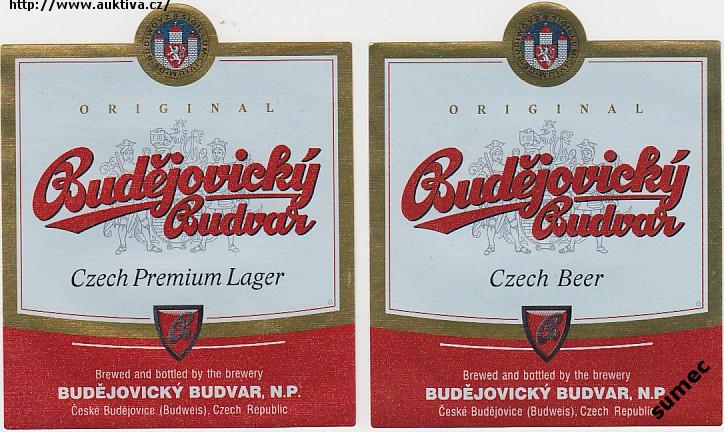 http://www.auktiva.cz/
ORIGINAL
Budějovický
Budvar
Czech Premium Lager
Brewed and bottled by the brewery
BUDĚJOVICKÝ BUDVAR, N.P.
České Budějovice (Budweis), Czech Republic
ORIGINAL
Budějovický
Budvar
Czech Beer
Brewed and bottled by the brewery
BUDĚJOVICKÝ BUDVAR, N.P.
České Budějovice (Budweis), Czech Republic
sumec